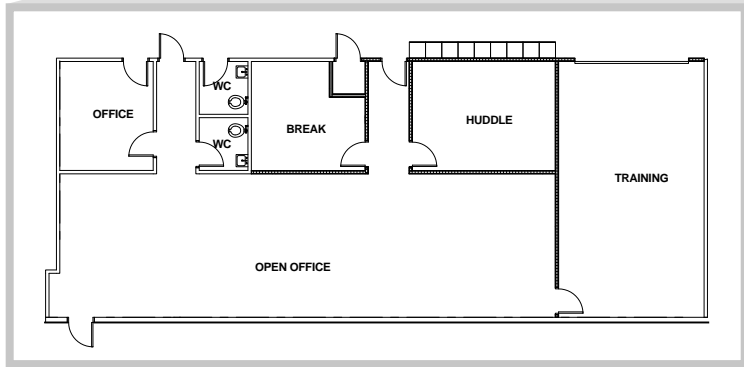 WC
OFFICE
HUDDLE
BREAK
WC
TRAINING
OPEN OFFICE